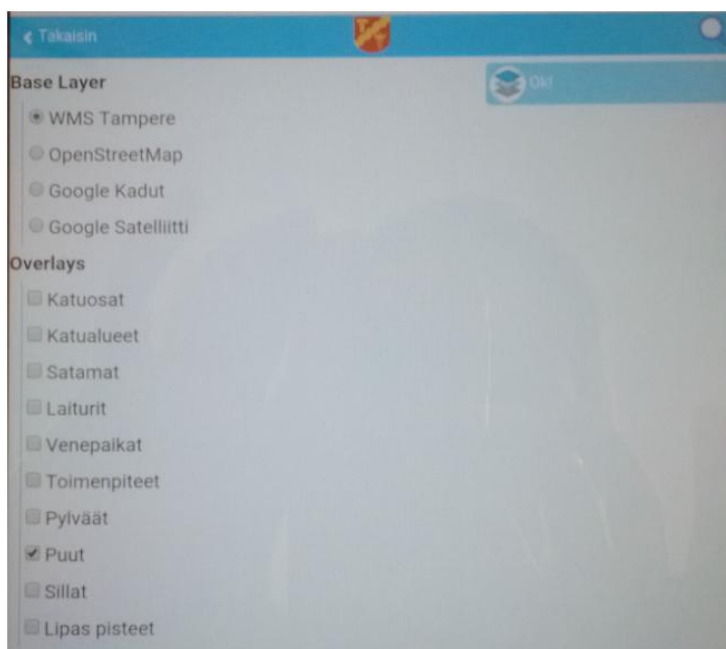 Takaisin
Ok!
Base Layer
WMS Tampere
OpenStreetMap
Google Kadut
Google Satelliitti
Overlays
Katuosat
Katualueet
Satamat
Laiturit
Venepaikat
Toimenpiteet
Pylväät
Puut
Sillat
Lipas pisteet